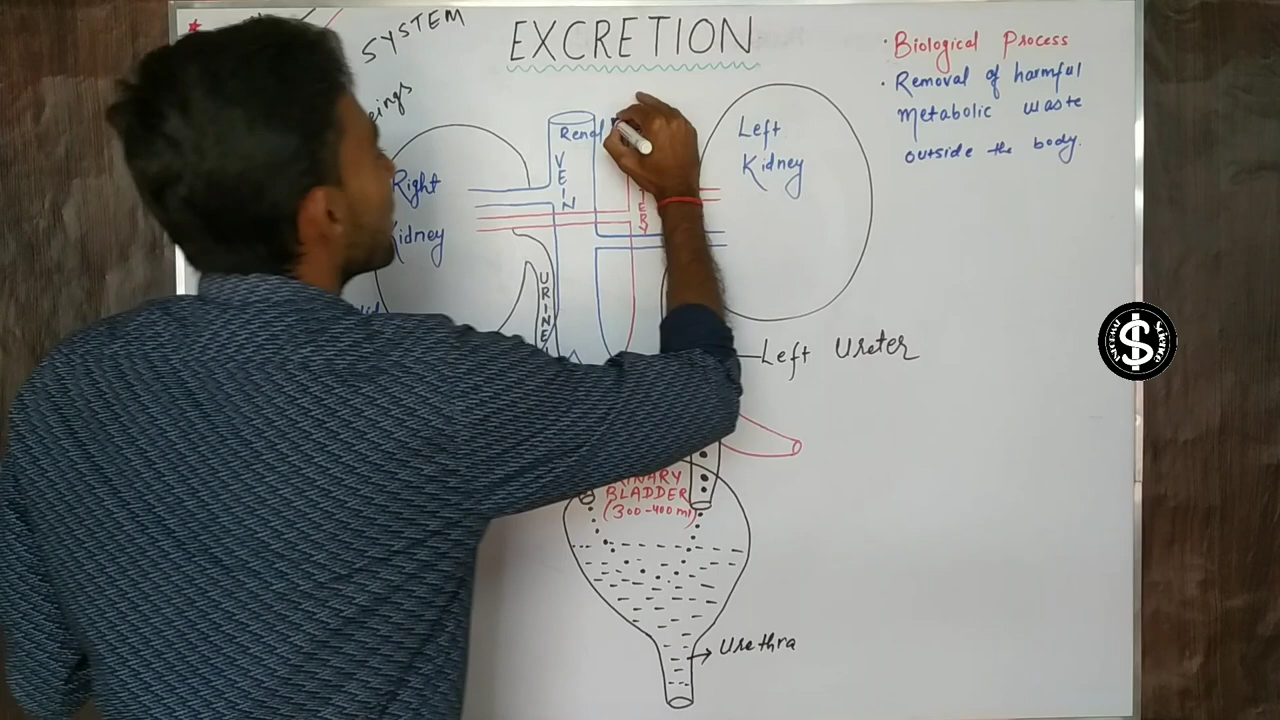 SYSTEM
EXCRETION
• Biological Process
• Removal of harmful
metabolic waste
outside the body.
Renal
VEIN
Left
Kidney
Right
Kidney
URINE
Left Ureter
BLADDER
(300-400 ml)
Urethra
$
Science